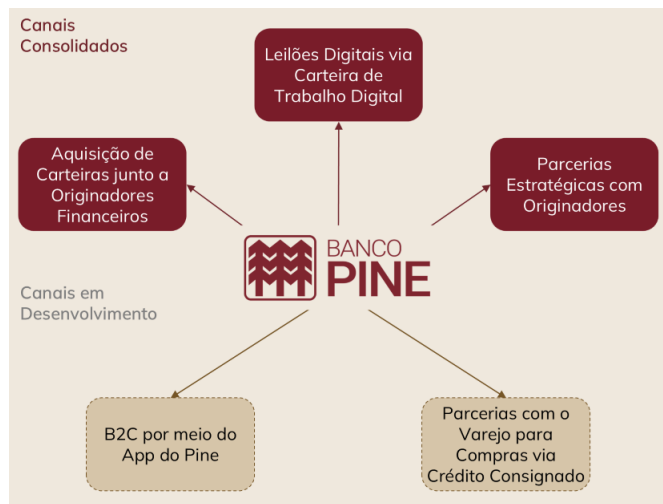 Canais
Consolidados
Leilões Digitais via
Carteira de
Trabalho Digital
Aquisição de
Carteiras junto a
Originadores
Financeiros
Parcerias
Estratégicas com
Originadores
BANCO
PINE
Canais em
Desenvolvimento
B2C por meio do
App do Pine
Parcerias com o
Varejo para
Compras via
Crédito Consignado